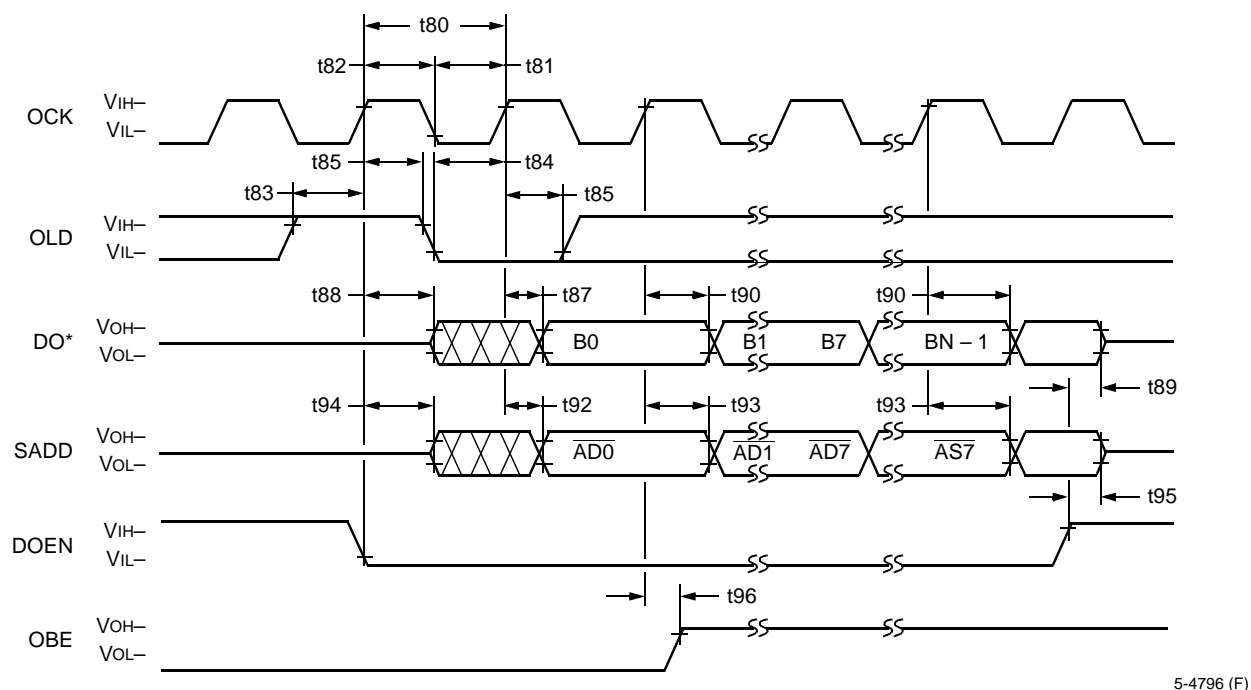 t80
t82 t81
OCK VIH–
VIL–
t85 t84
t83 t85
OLD VIH–
VIL–
t88 t87 t90 t90
DO* VOH–
VOL–
B0 B1 B7 BN – 1
t89
t94 t92 t93 t93
SADD VOH–
VOL–
AD0 AD1 AD7 AS7
t95
DOEN VIH–
VIL–
t96
OBE VOH–
VOL–
5-4796 (F)